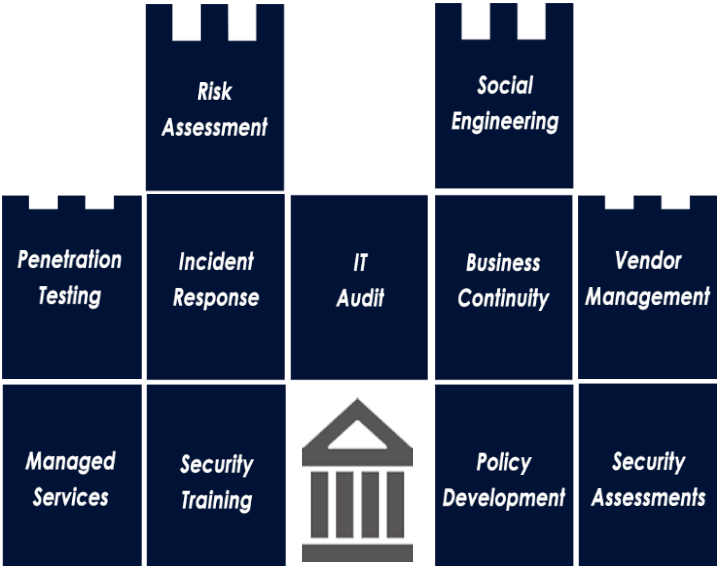 Risk
Assessment
Social
Engineering
Penetration
Testing
Incident
Response
IT
Audit
Business
Continuity
Vendor
Management
Managed
Services
Security
Training
Policy
Development
Security
Assessments